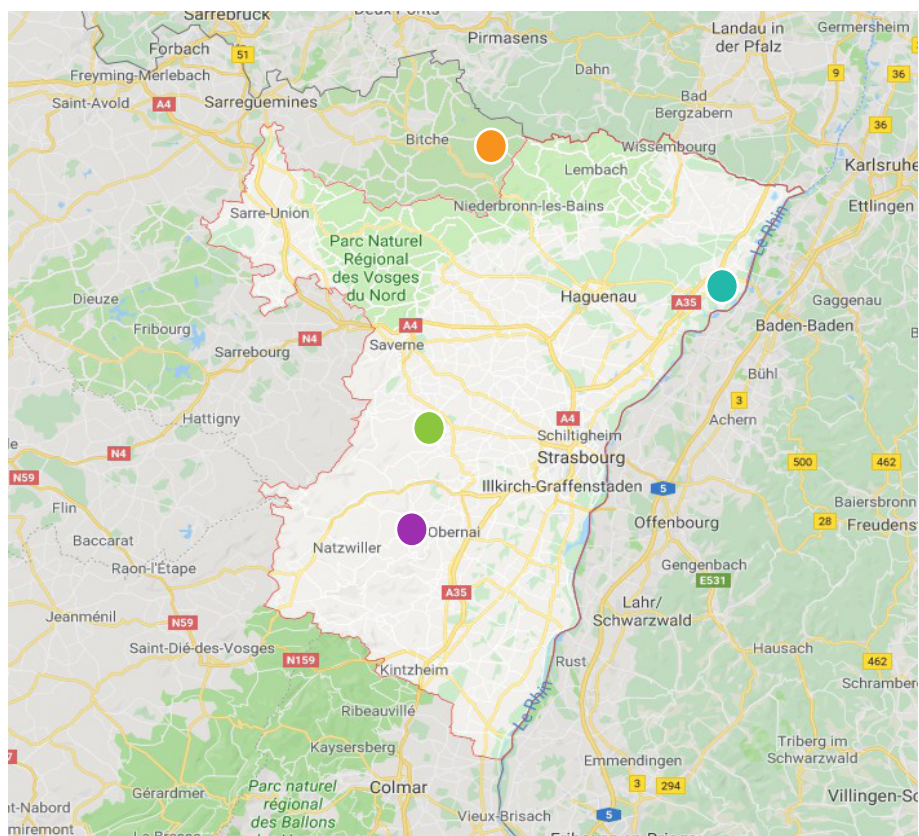 Sarrebruck
Deux-Ponts
Pirmasens
Landau in
der Pfalz
Germersheim
Forbach
51
Freyming-Merlebach
Dahn
9
36
Saint-Avold
A4
Sarreguemines
Bad
Bergzabern
36
Bitche
Wissembourg
Lembach
Karlsruhe
Ettlingen
Sarre-Union
Niederbronn-les-Bains
Le Rhin
Parc Naturel
Régional
des Vosges
du Nord
Dieuze
Haguenau
A35
Gaggenau
Fribourg
N4
A4
Baden-Baden
Sarrebourg
Saverne
Bühl
3
Hattigny
A4
Achern
N4
Schiltigheim
Strasbourg
500
462
N59
Illkirch-Graffenstaden
5
Baiersbronn
Flin
Offenbourg
28
Freudenst
Baccarat
Natzwiller
Obernai
Raon-l'Étape
Gengenbach
E531
A35
Jeanménil
N59
Lahr/
Schwarzwald
Saint-Dié-des-Vosges
N159
Hausach
Rust
462
Kintzheim
Schramberg
Le Rhin
Ribeauvillé
Kaysersberg
Triberg im
Schwarzwald
Emmendingen
3
294
Gérardmer
Parc naturel
régional
des Ballons
Colmar
Villingen-Sc
nt-Nabord
miremont
Vieux-Brisach
5